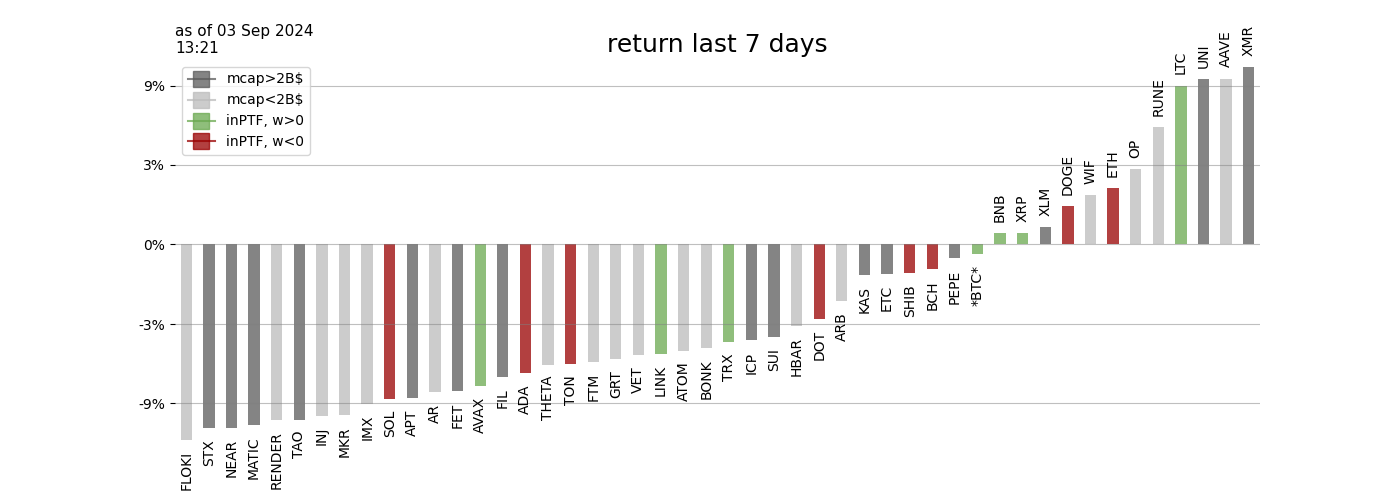 as of 03 Sep 2024
13:21
return last 7 days
mcap>2B$
mcap<2B$
inPTF, w>0
inPTF, w<0
9%
3%
0%
-3%
-9%
FLOKI
STX
NEAR
MATIC
RENDER
TAO
INJ
MKR
IMX
SOL
APT
AR
FET
AVAX
FIL
ADA
THETA
TON
FTM
GRT
VET
LINK
ATOM
BONK
TRX
ICP
SUI
HBAR
DOT
ARB
KAS
ETC
SHIB
BCH
PEPE
*BTC*
BNB
XRP
XLM
DOGE
WIF
ETH
OP
RUNE
LTC
UNI
AAVE
XMR